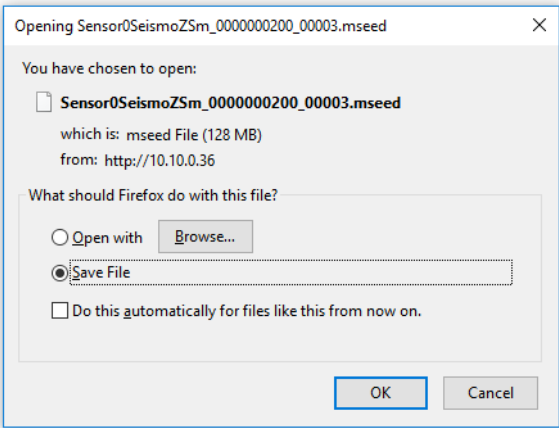 Opening Sensor0SeismoZSm_0000000200_00003.mseed
You have chosen to open:
Sensor0SeismoZSm_0000000200_00003.mseed
which is: mseed File (128 MB)
from: http://10.10.0.36
What should Firefox do with this file?
Open with Browse...
Save File
Do this automatically for files like this from now on.
OK Cancel